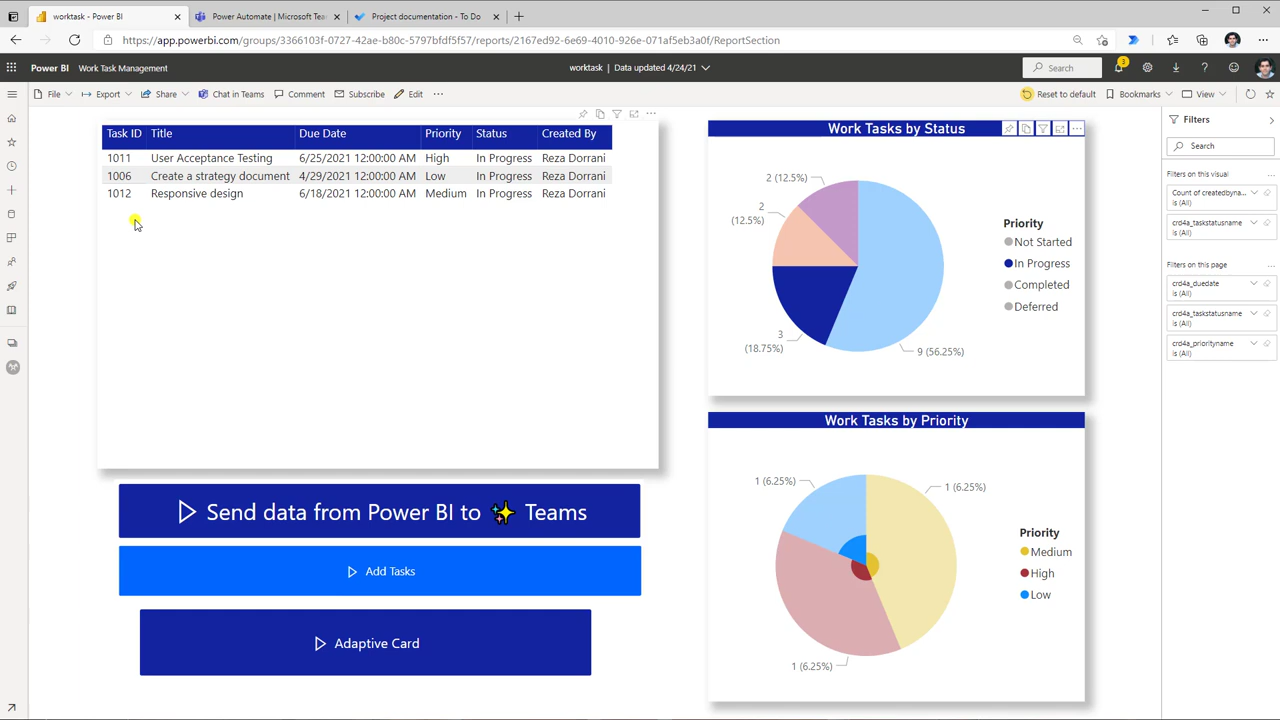 worktask - Power BI
Power Automate | Microsoft Tea
Project documentation - To Do
https://app.powerbi.com/groups/3366103f-0727-42ae-b80c-5797bfdf5f57/reports/2167ed92-6e69-4010-926e-071af5eb3a0f/ReportSection
Power BI Work Task Management
worktask | Data updated 4/24/21
Search
3
File Export Share Chat in Teams Comment Subscribe Edit
Reset to default Bookmarks View
Task ID Title Due Date Priority Status Created By
1011 User Acceptance Testing 6/25/2021 12:00:00 AM High In Progress Reza Dorrani
1006 Create a strategy document 4/29/2021 12:00:00 AM Low In Progress Reza Dorrani
1012 Responsive design 6/18/2021 12:00:00 AM Medium In Progress Reza Dorrani
Send data from Power BI to ✨ Teams
Add Tasks
Adaptive Card
Work Tasks by Status
2 (12.5%)
2
(12.5%)
3
(18.75%)
9 (56.25%)
Priority
Not Started
In Progress
Completed
Deferred
Work Tasks by Priority
1 (6.25%)
1 (6.25%)
1 (6.25%)
Priority
Medium
High
Low
Filters
Search
Filters on this visual
Count of createdbyna...
is (All)
crd4a_taskstatusname
is (All)
Filters on this page
crd4a_duedate
is (All)
crd4a_taskstatusname
is (All)
crd4a_priorityname
is (All)